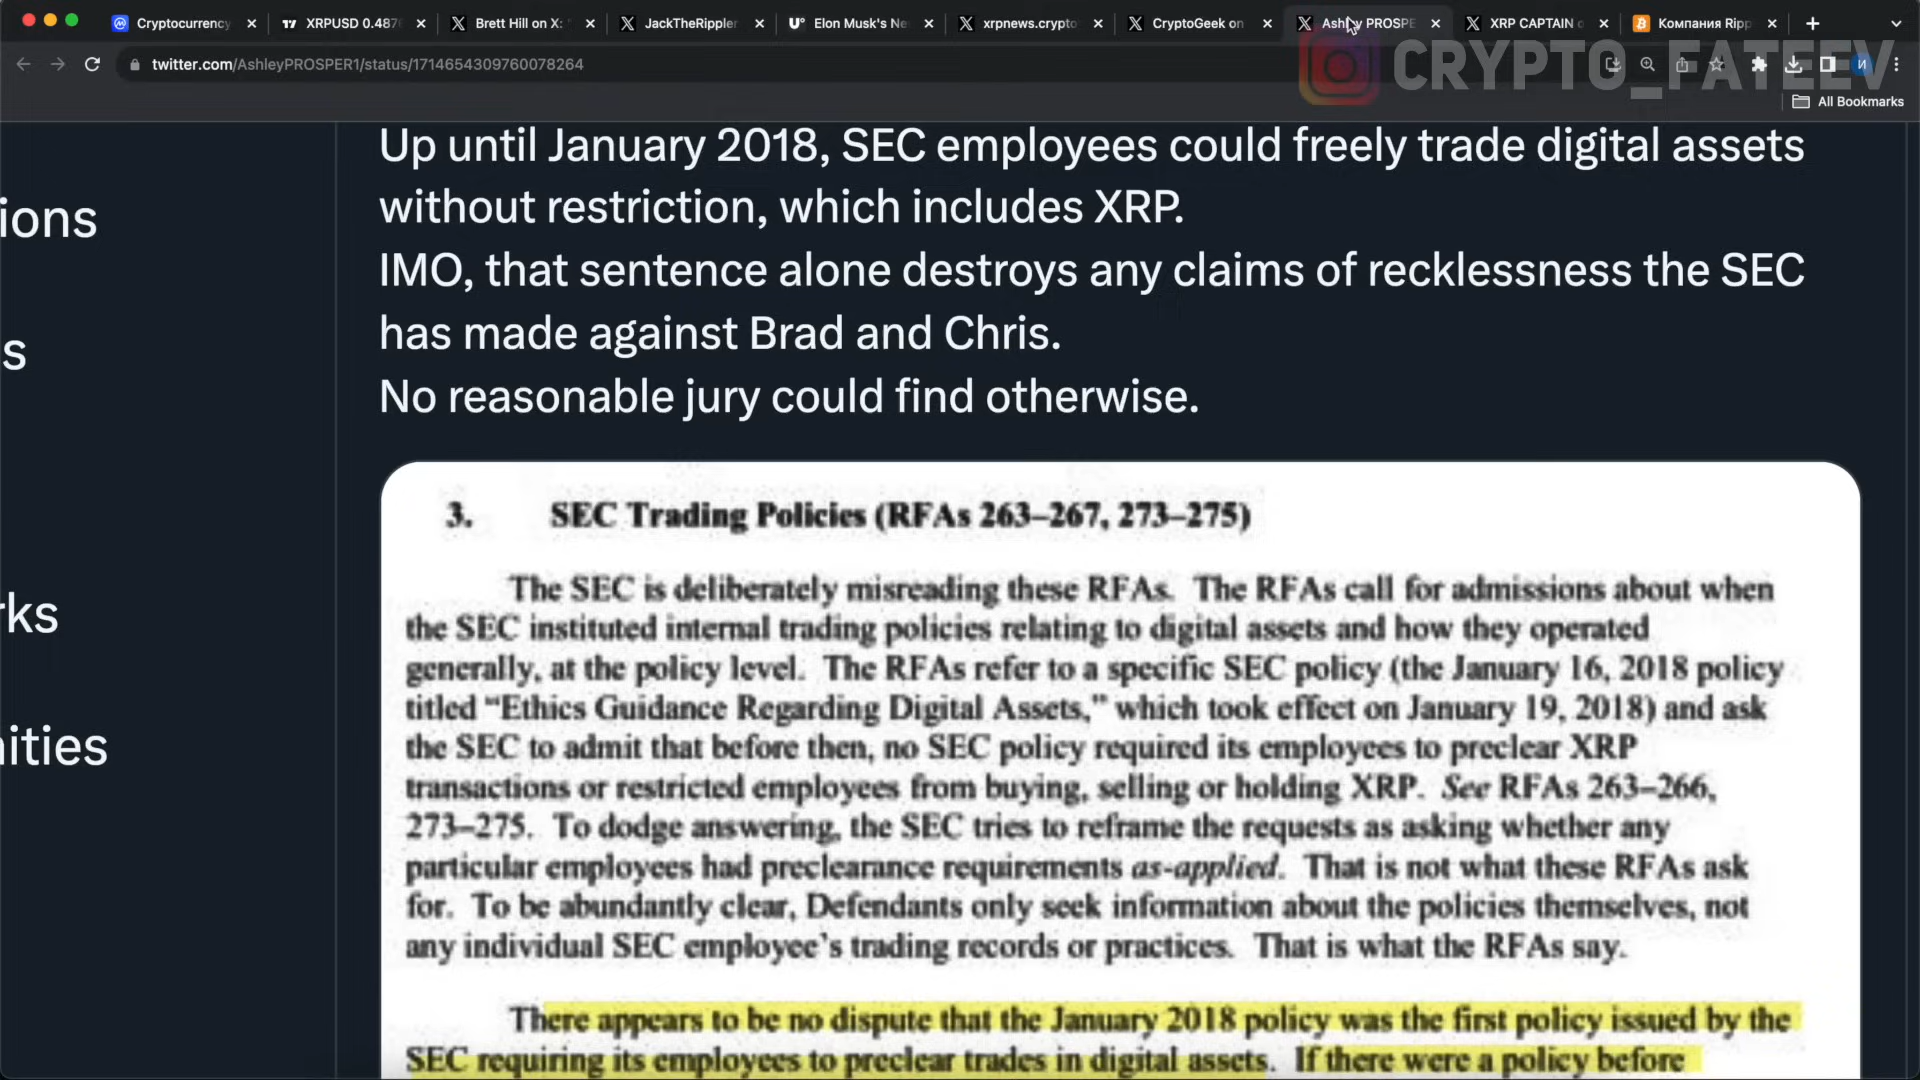 Cryptocurrency
XRPUSD 0.487
Brett Hill on X:
JackTheRippler
Elon Musk's Ne
xrpnews.crypto
CryptoGeek on
Ashley PROSPE
XRP CAPTAIN o
Компания Ripp
twitter.com/AshleyPROSPER1/status/1714654309760078264
CRYPTO_FATEEV
All Bookmarks
Up until January 2018, SEC employees could freely trade digital assets
without restriction, which includes XRP.
IMO, that sentence alone destroys any claims of recklessness the SEC
has made against Brad and Chris.
No reasonable jury could find otherwise.
ions
s
rks
nities
3. SEC Trading Policies (RFAs 263–267, 273–275)
The SEC is deliberately misreading these RFAs. The RFAs call for admissions about when
the SEC instituted internal trading policies relating to digital assets and how they operated
generally, at the policy level. The RFAs refer to a specific SEC policy (the January 16, 2018 policy
titled “Ethics Guidance Regarding Digital Assets,” which took effect on January 19, 2018) and ask
the SEC to admit that before then, no SEC policy required its employees to preclear XRP
transactions or restricted employees from buying, selling or holding XRP. See RFAs 263–266,
273–275. To dodge answering, the SEC tries to reframe the requests as asking whether any
particular employees had preclearance requirements as-applied. That is not what these RFAs ask
for. To be abundantly clear, Defendants only seek information about the policies themselves, not
any individual SEC employee’s trading records or practices. That is what the RFAs say.
There appears to be no dispute that the January 2018 policy was the first policy issued by the
SEC requiring its employees to preclear trades in digital assets. If there were a policy before